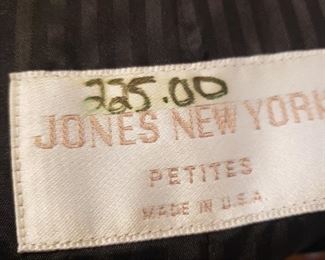 225.00
JONES NEW YORK
PETITES
MADE IN U.S.A.